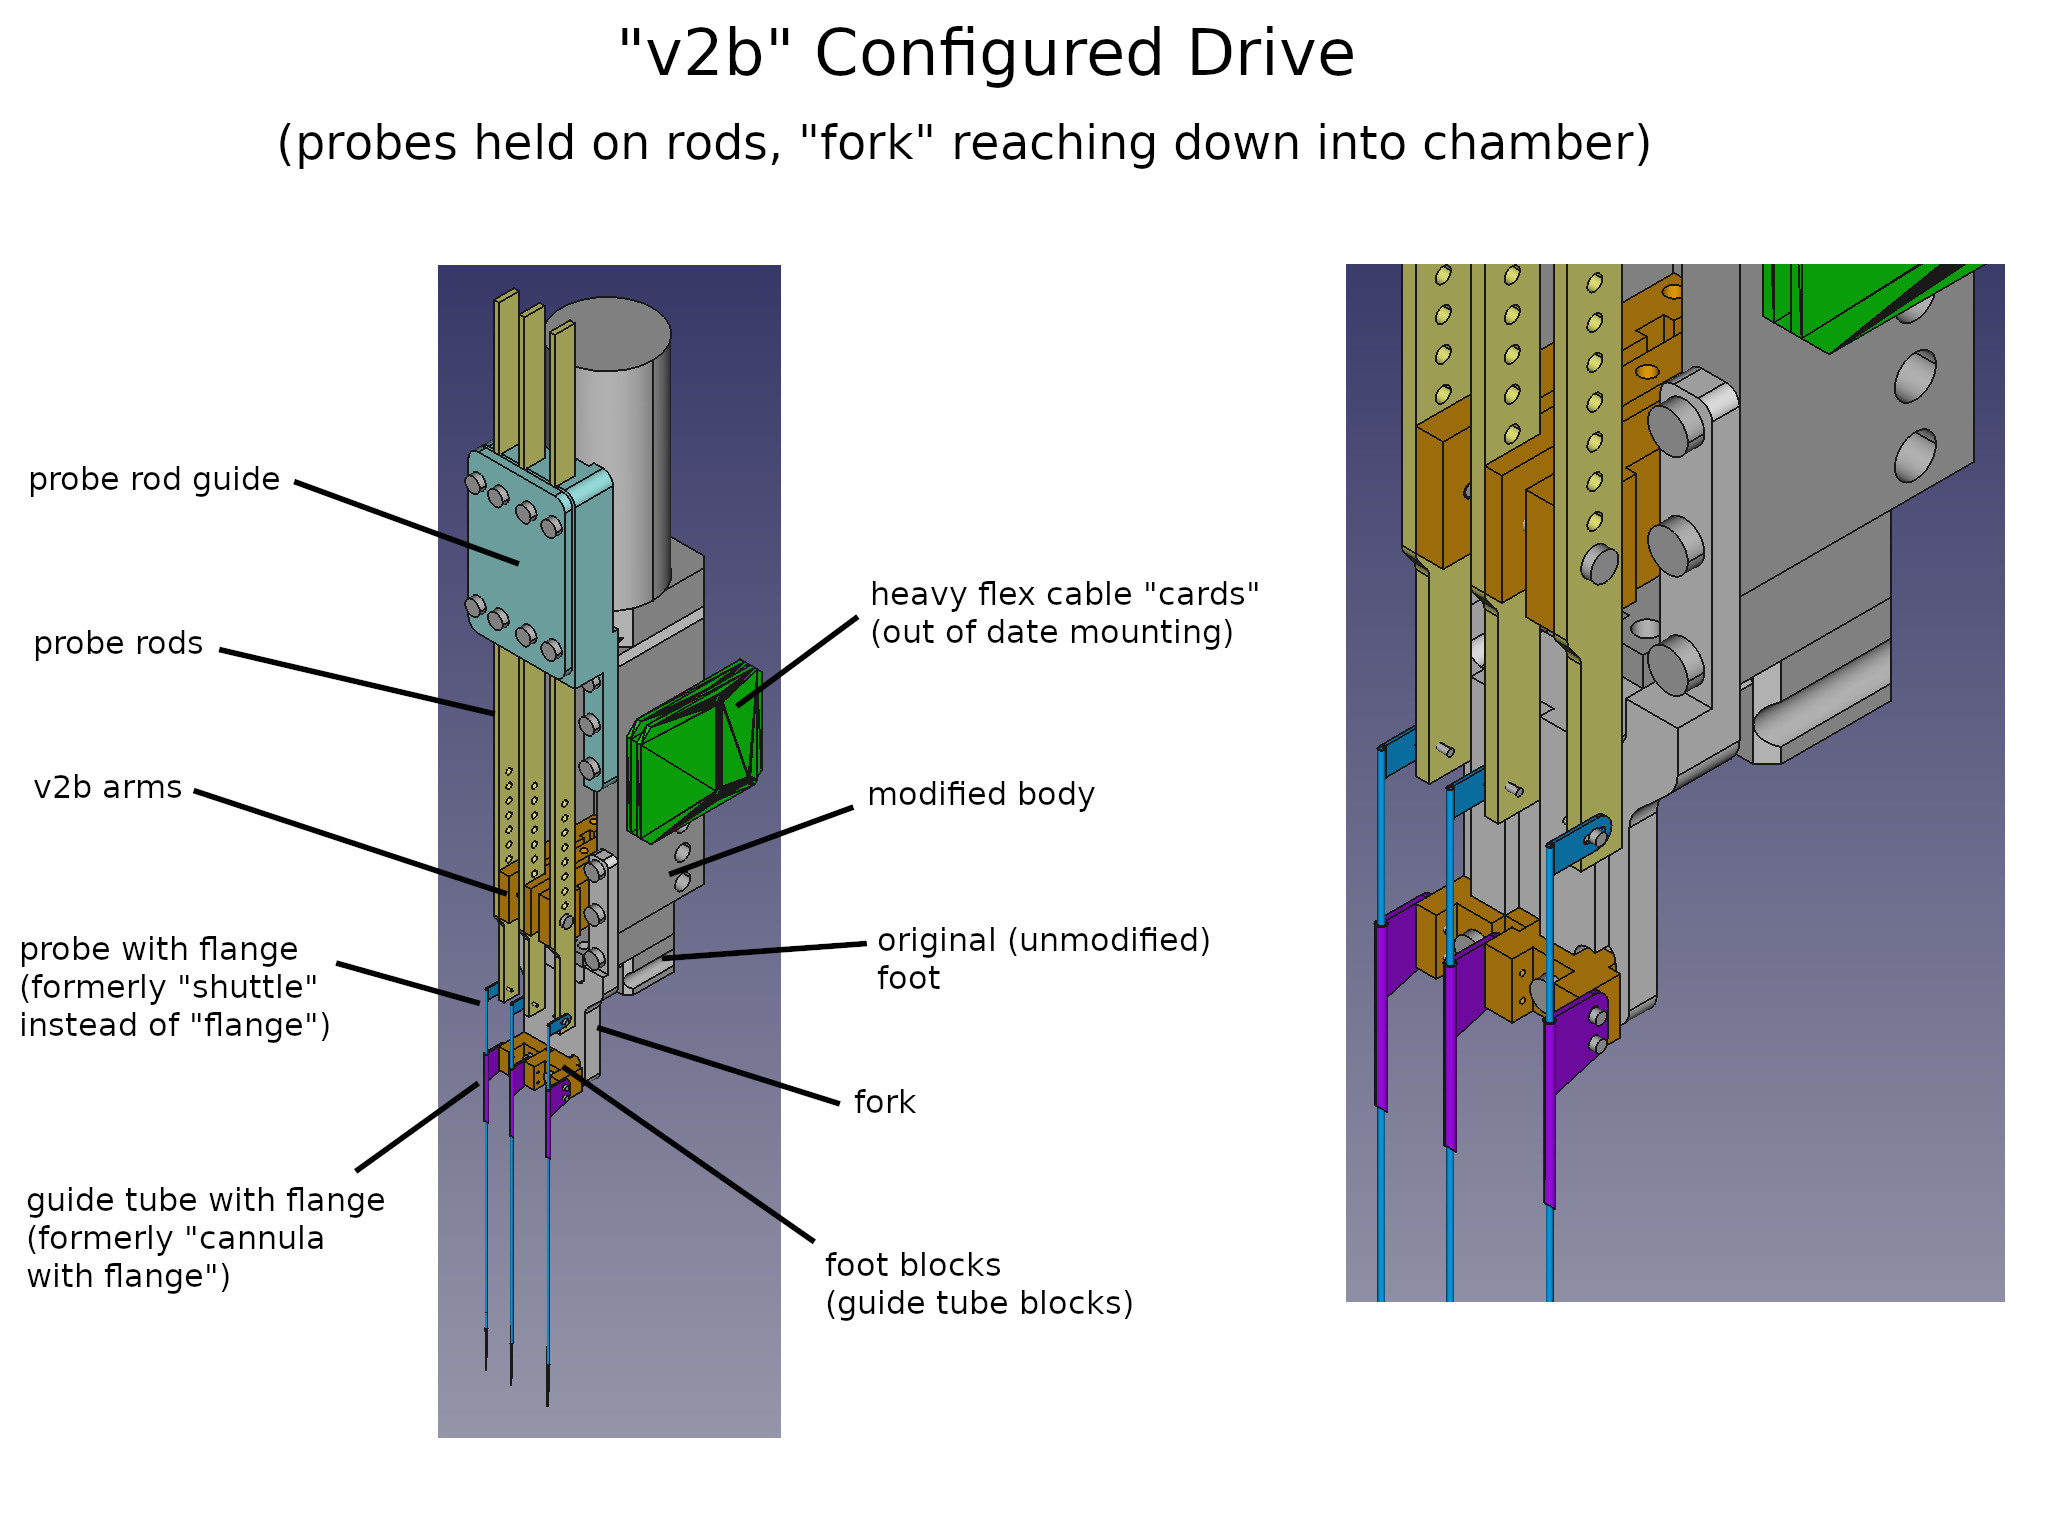 "v2b" Configured Drive
(probes held on rods, "fork" reaching down into chamber)
probe rod guide
probe rods
v2b arms
probe with flange
(formerly "shuttle"
instead of "flange")
guide tube with flange
(formerly "cannula
with flange")
heavy flex cable "cards"
(out of date mounting)
modified body
original (unmodified)
foot
fork
foot blocks
(guide tube blocks)